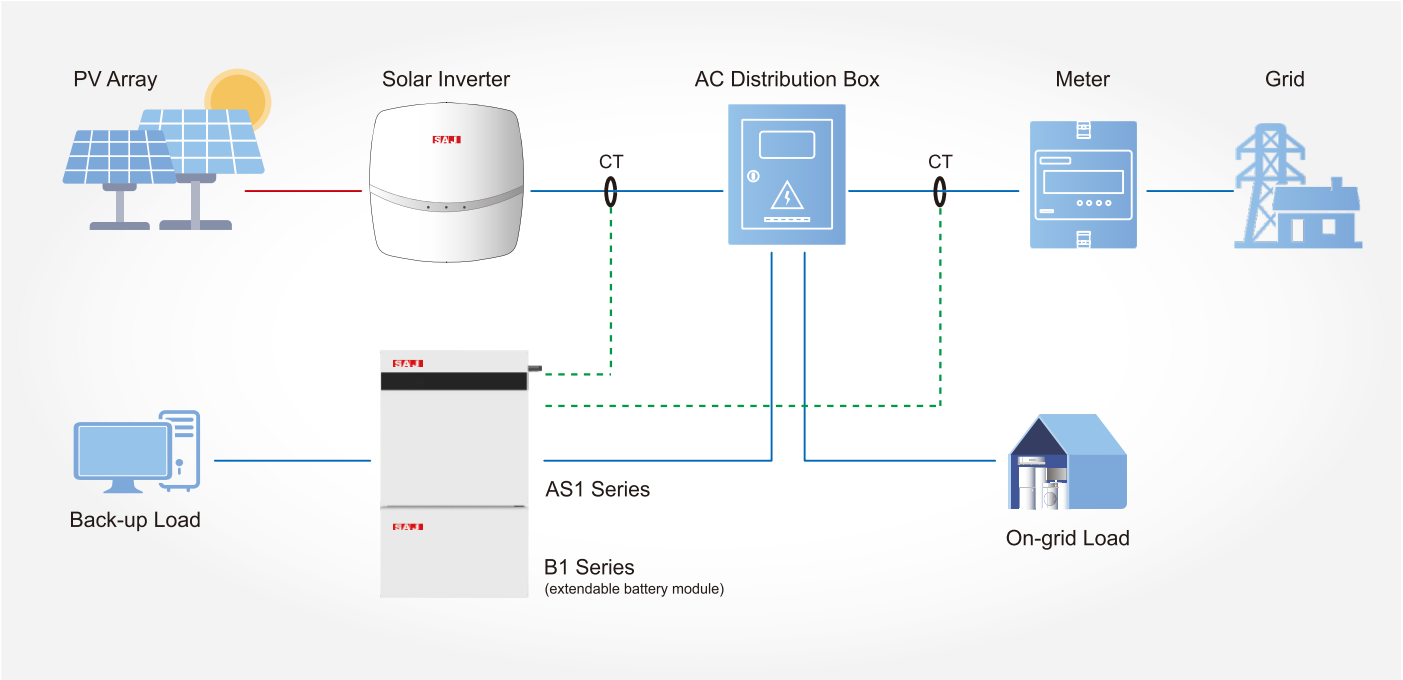 PV Array
Solar Inverter
AC Distribution Box
Meter
Grid
SAJ
CT
CT
SAJ
AS1 Series
Back-up Load
SAJ
On-grid Load
B1 Series
(extendable battery module)